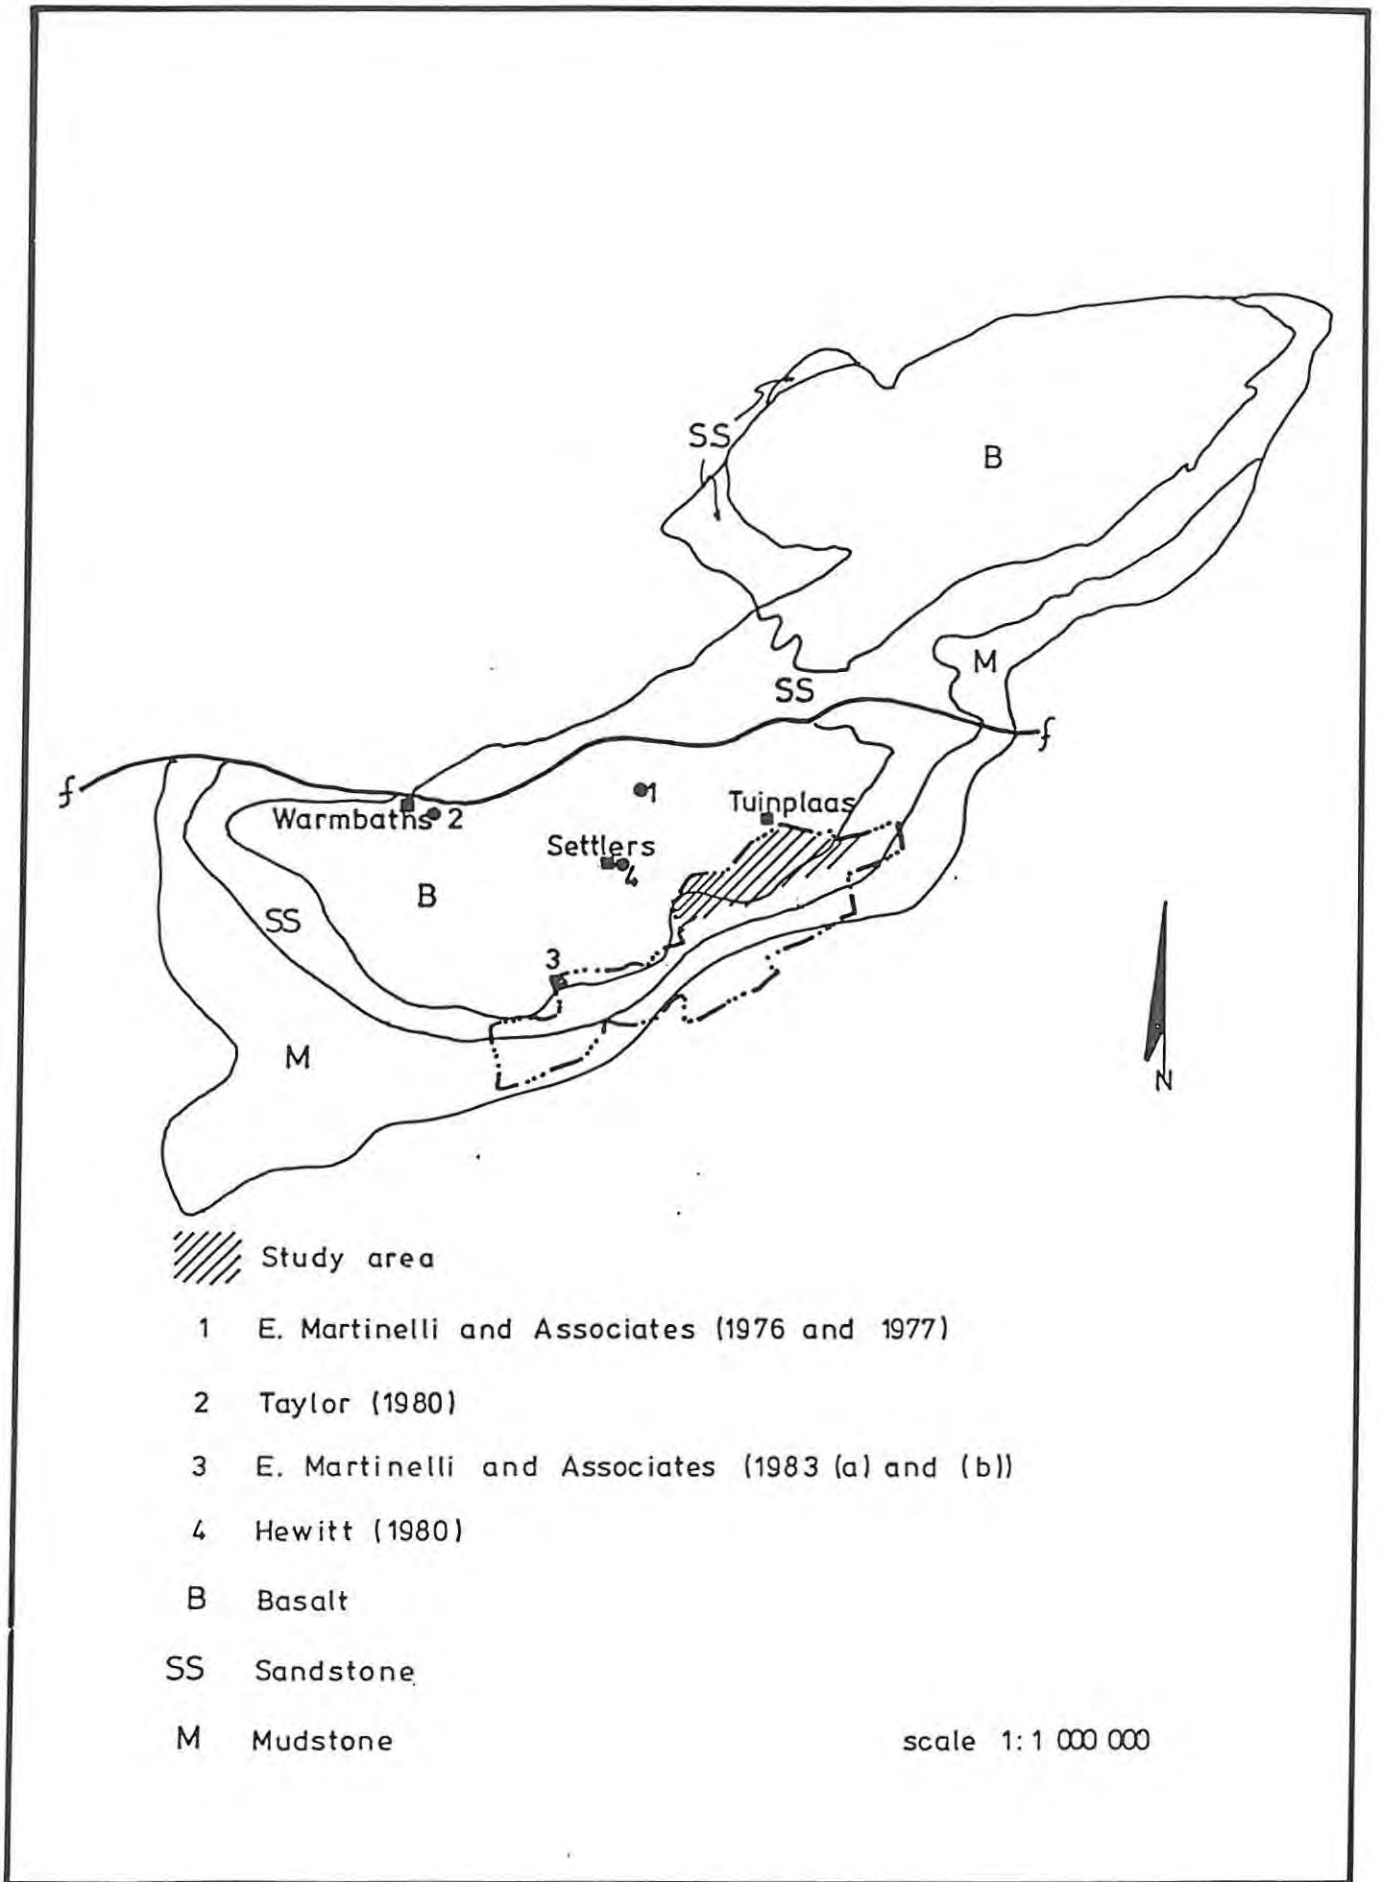 SS
B
M
SS
f
f
1
Tuinplaas
Warmbaths 2
Settlers
4
B
SS
3
M
N
Study area
1 E. Martinelli and Associates (1976 and 1977)
2 Taylor (1980)
3 E. Martinelli and Associates (1983 (a) and (b))
4 Hewitt (1980)
B Basalt
SS Sandstone
M Mudstone
scale 1:1 000 000